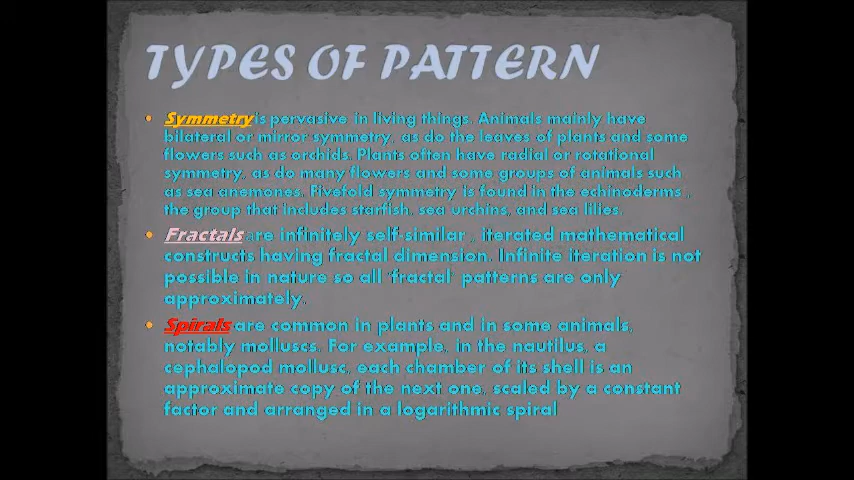 TYPES OF PATTERN
• Symmetry is pervasive in living things. Animals mainly have
bilateral or mirror symmetry, as do the leaves of plants and some
flowers such as orchids. Plants often have radial or rotational
symmetry, as do many flowers and some groups of animals such
as sea anemones. Fivefold symmetry is found in the echinoderms ,
the group that includes starfish, sea urchins, and sea lilies.
• Fractals are infinitely self-similar , iterated mathematical
constructs having fractal dimension. Infinite iteration is not
possible in nature so all 'fractal' patterns are only
approximately.
• Spirals are common in plants and in some animals,
notably molluscs. For example, in the nautilus, a
cephalopod mollusc, each chamber of its shell is an
approximate copy of the next one, scaled by a constant
factor and arranged in a logarithmic spiral